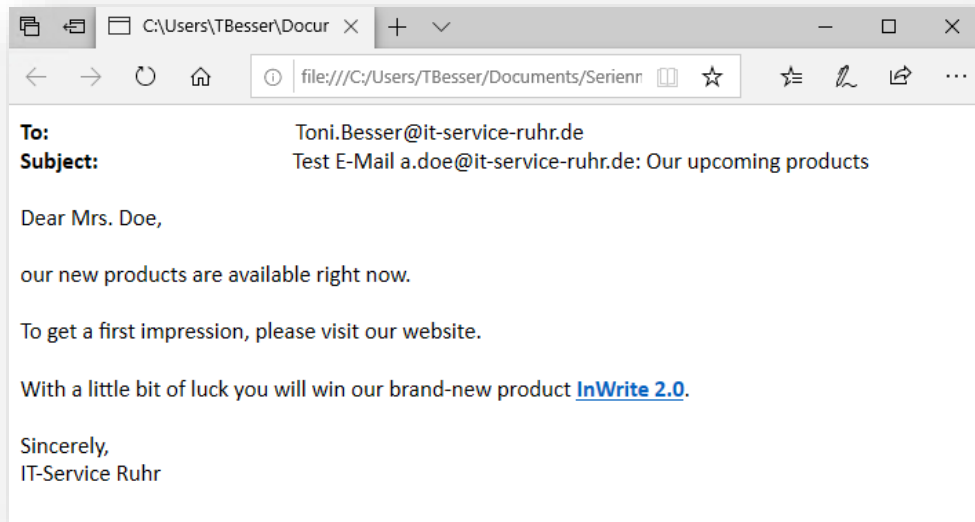 C:\Users\TBesser\Docur
file:///C:/Users/TBesser/Documents/Serienr
To: Toni.Besser@it-service-ruhr.de
Subject: Test E-Mail a.doe@it-service-ruhr.de: Our upcoming products
Dear Mrs. Doe,
our new products are available right now.
To get a first impression, please visit our website.
With a little bit of luck you will win our brand-new product InWrite 2.0.
Sincerely,
IT-Service Ruhr